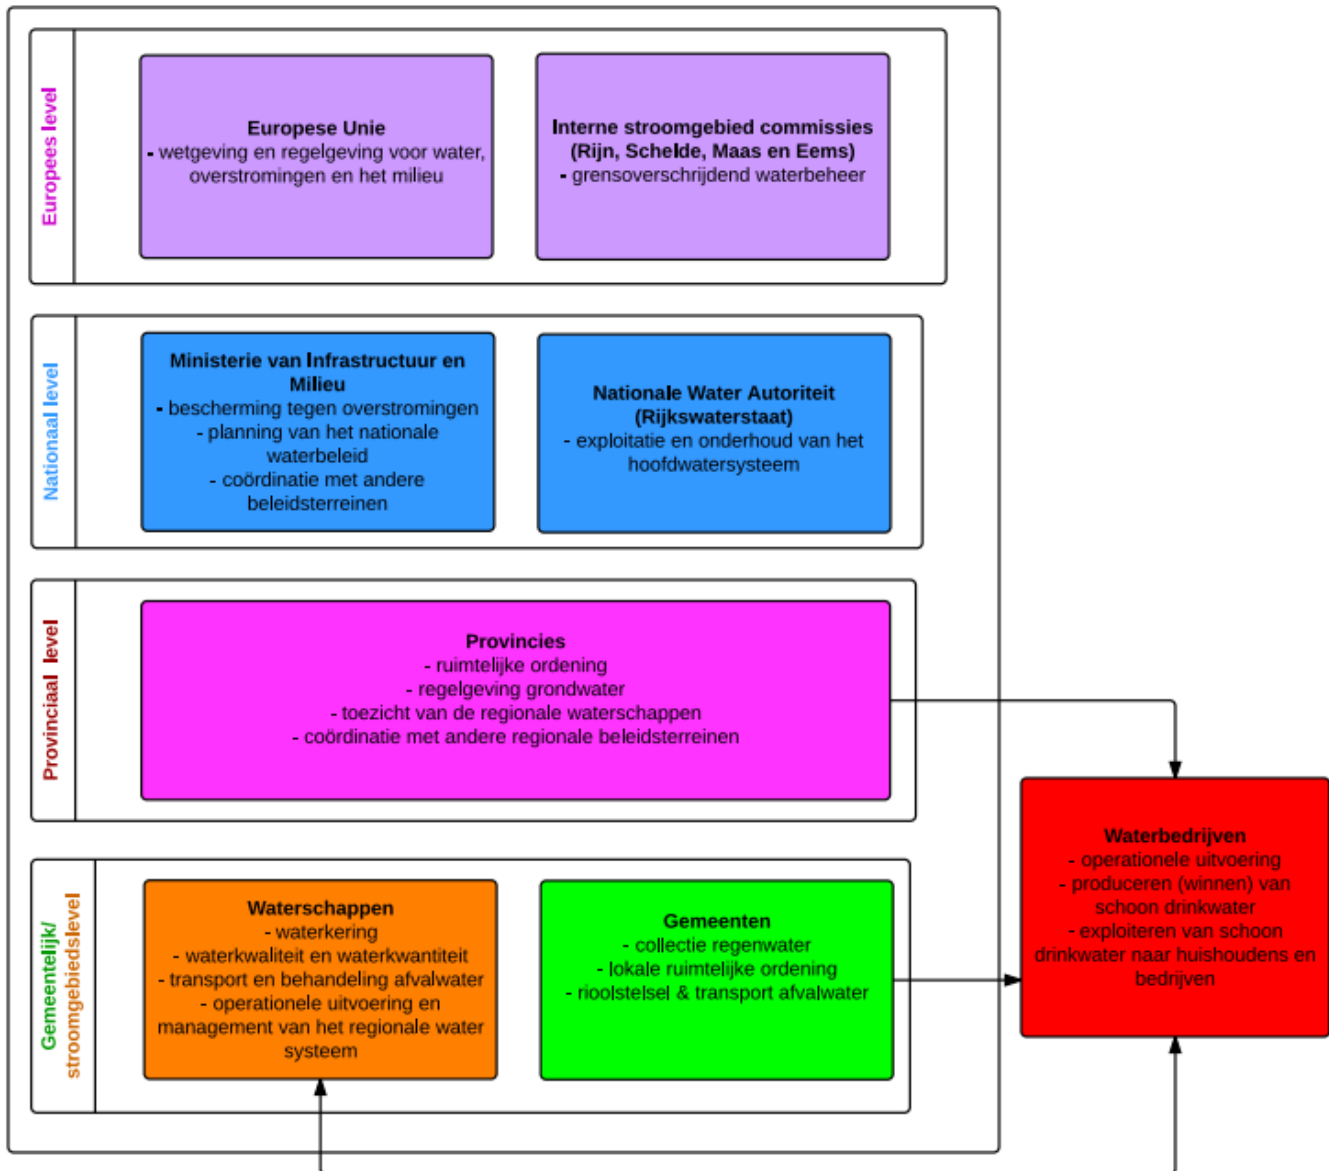 Europees level
Europese Unie
- wetgeving en regelgeving voor water,
overstromingen en het milieu
Interne stroomgebied commissies
(Rijn, Schelde, Maas en Eems)
- grensoverschrijdend waterbeheer
Nationaal level
Ministerie van Infrastructuur en
Milieu
- bescherming tegen overstromingen
- planning van het nationale
waterbeleid
- coördinatie met andere
beleidsterreinen
Nationale Water Autoriteit
(Rijkswaterstaat)
- exploitatie en onderhoud van het
hoofdwatersysteem
Provinciaal level
Provincies
- ruimtelijke ordening
- regelgeving grondwater
- toezicht van de regionale waterschappen
- coördinatie met andere regionale beleidsterreinen
Gemeentelijk/
stroomgebiedslevel
Waterschappen
- waterkering
- waterkwaliteit en waterkwantiteit
- transport en behandeling afvalwater
- operationele uitvoering en
management van het regionale water
systeem
Gemeenten
- collectie regenwater
- lokale ruimtelijke ordening
- rioolstelsel & transport afvalwater
Waterbedrijven
- operationele uitvoering
- produceren (winnen) van
schoon drinkwater
- exploiteren van schoon
drinkwater naar huishoudens en
bedrijven